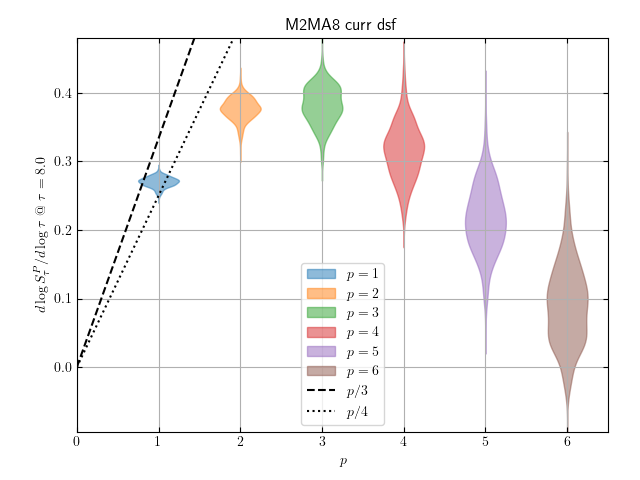 M2MA8 curr dsf
d log S_τ^P / d log τ @ τ = 8.0
0.4
0.3
0.2
0.1
0.0
p = 1
p = 2
p = 3
p = 4
p = 5
p = 6
p/3
p/4
0 1 2 3 4 5 6
p